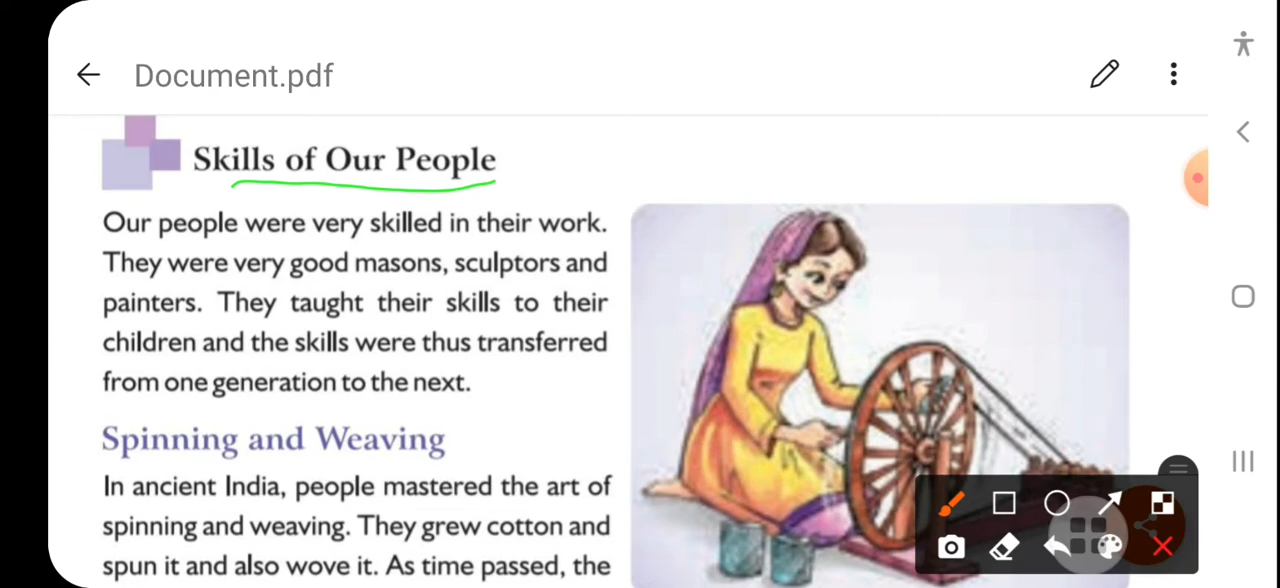 Document.pdf
Skills of Our People
Our people were very skilled in their work.
They were very good masons, sculptors and
painters. They taught their skills to their
children and the skills were thus transferred
from one generation to the next.
Spinning and Weaving
In ancient India, people mastered the art of
spinning and weaving. They grew cotton and
spun it and also wove it. As time passed, the